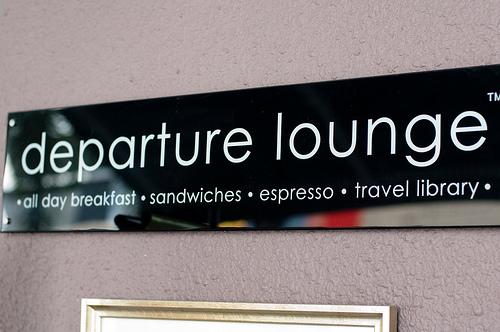 departure lounge™
• all day breakfast • sandwiches • espresso • travel library •